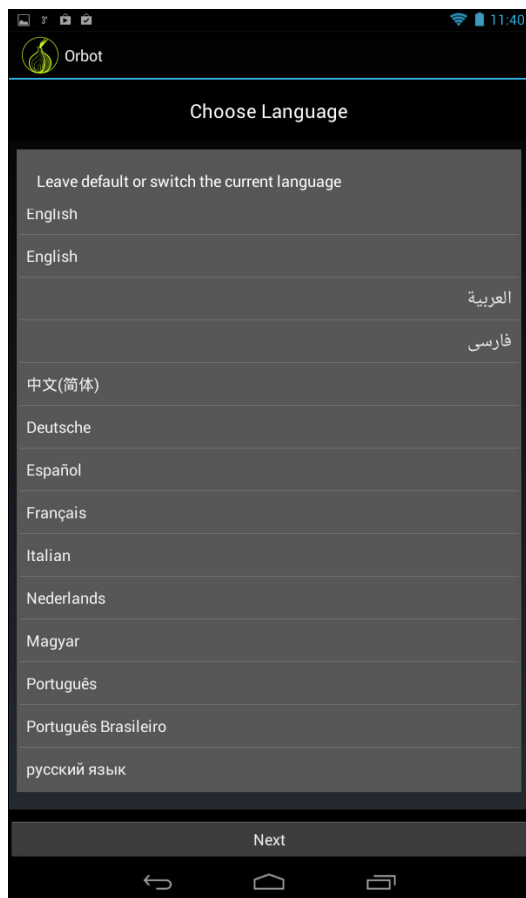 3°
11:40
Orbot
Choose Language
Leave default or switch the current language
English
English
العربية
فارسی
中文(简体)
Deutsche
Español
Français
Italian
Nederlands
Magyar
Português
Português Brasileiro
русский язык
Next